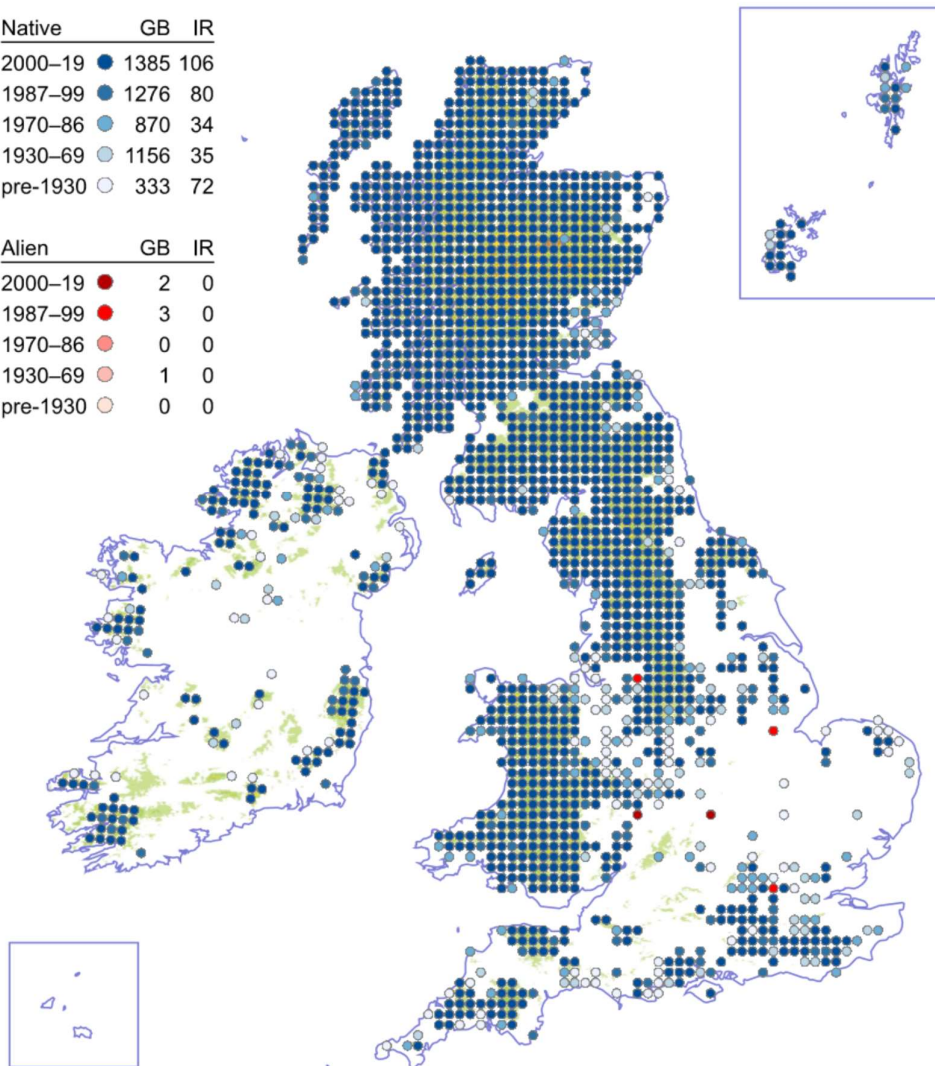 Native GB IR
2000–19 1385 106
1987–99 1276 80
1970–86 870 34
1930–69 1156 35
pre-1930 333 72
Alien GB IR
2000–19 2 0
1987–99 3 0
1970–86 0 0
1930–69 1 0
pre-1930 0 0